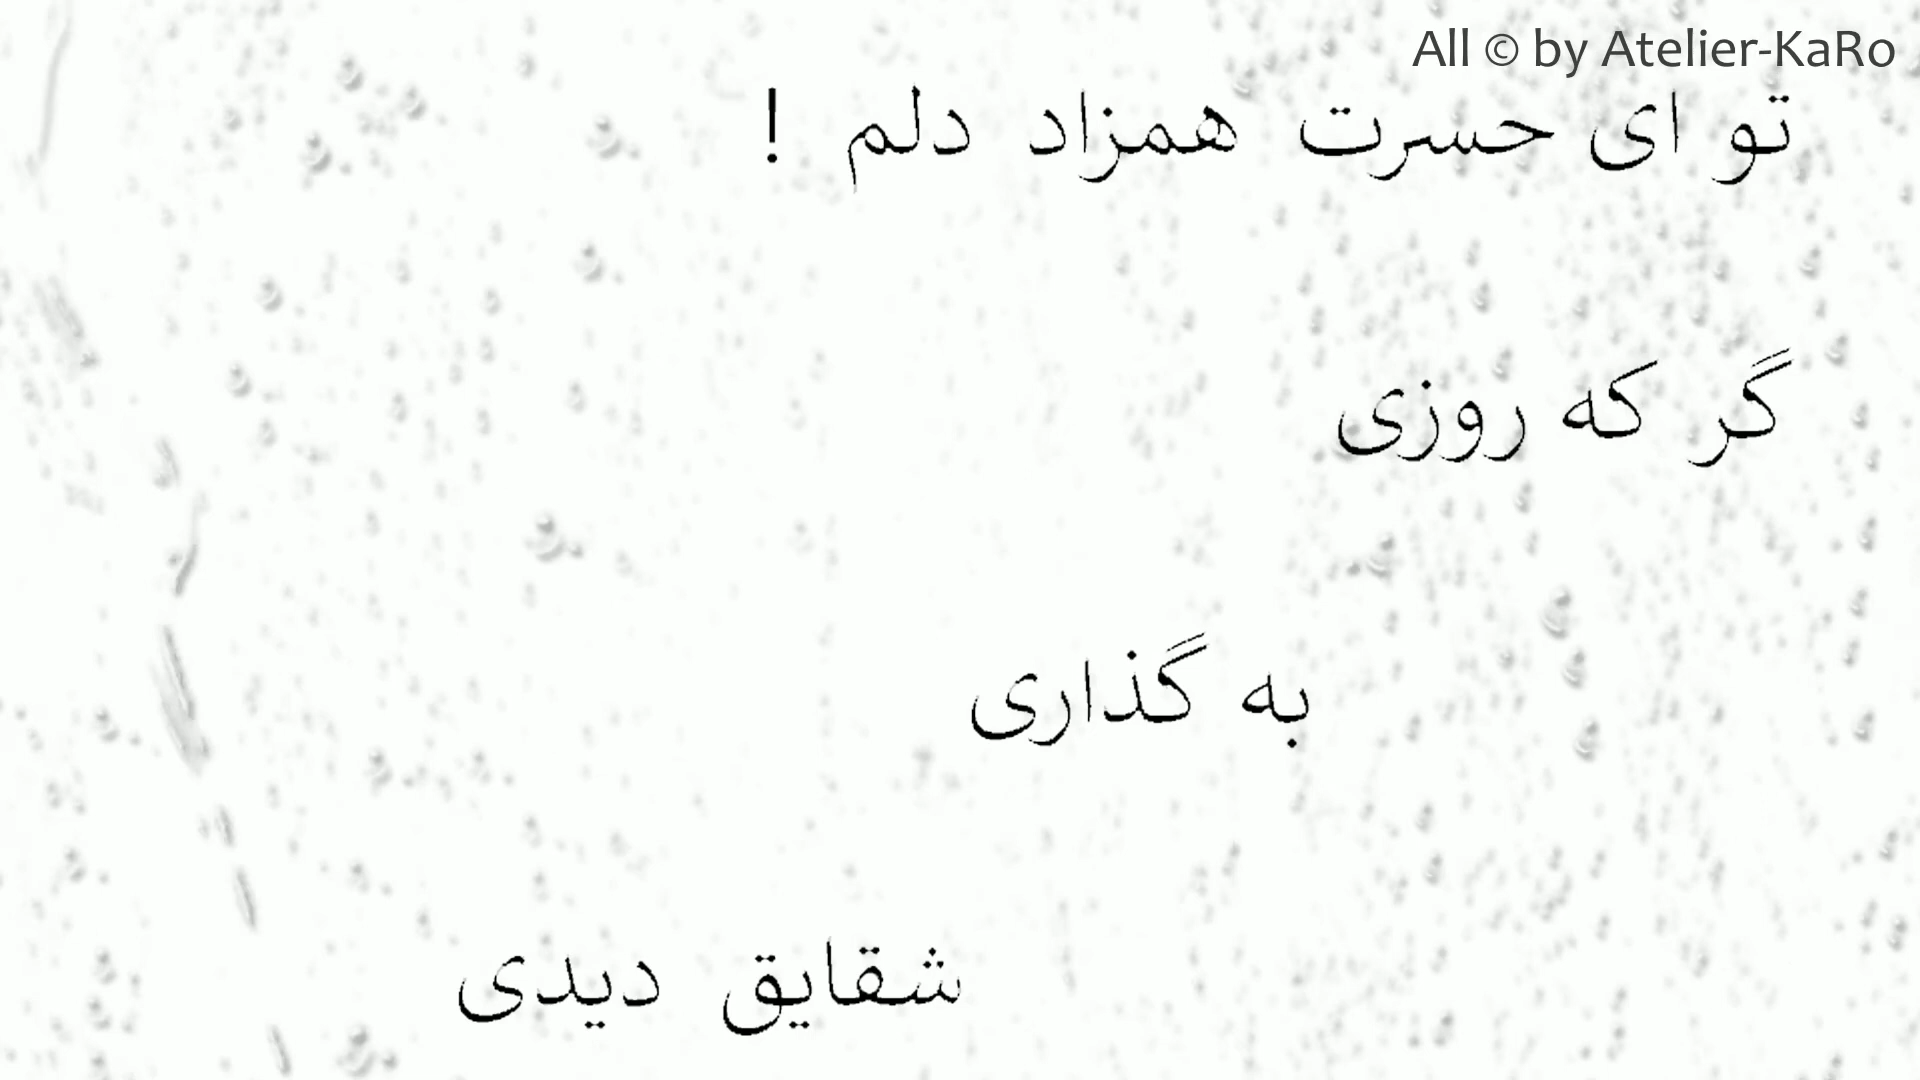 All © by Atelier-KaRo
تو ای حسرت همزاد دلم !
گر که روزی
به گذاری
شقایق دیدی